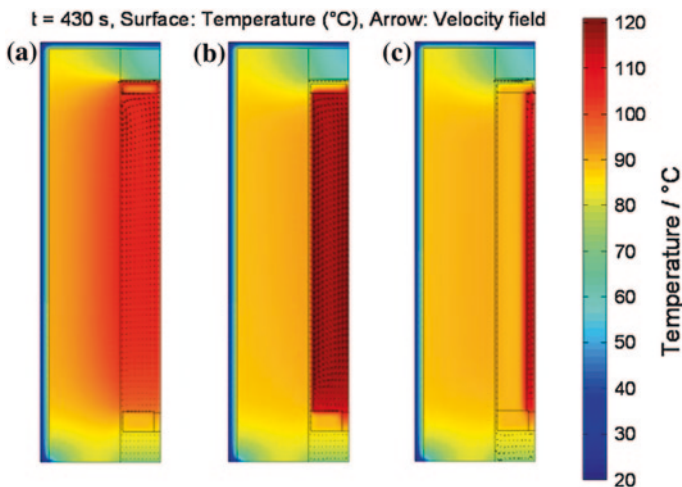 t = 430 s, Surface: Temperature (°C), Arrow: Velocity field
(a)
(b)
(c)
120
110
100
90
80
70
60
50
40
30
20
Temperature / °C